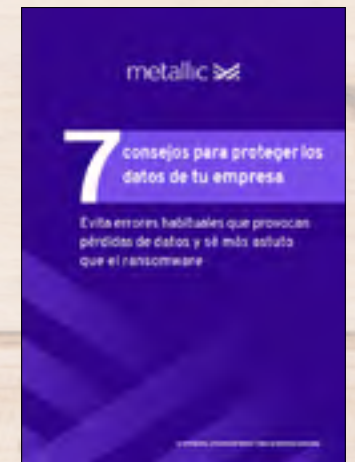 metallic
7
consejos para proteger los
datos de tu empresa
Evita errores habituales que provocan
pérdidas de datos y sé más astuto
que el ransomware